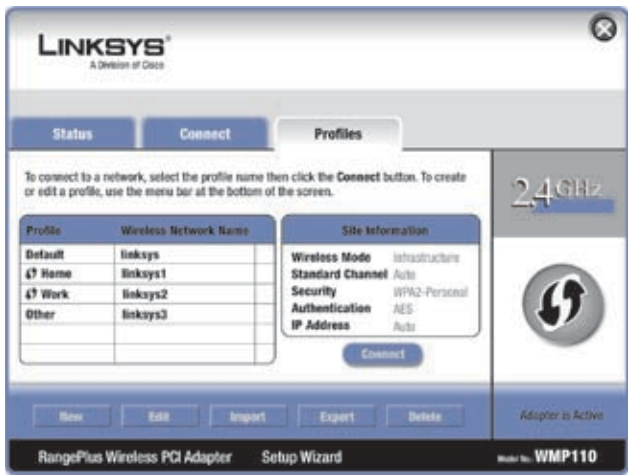 LINKSYS®
A Division of Cisco
Status
Connect
Profiles
To connect to a network, select the profile name then click the Connect button. To create
or edit a profile, use the menu bar at the bottom of the screen.
2,4GHz
Profile Wireless Network Name
Default linksys
Home linksys1
Work linksys2
Other linksys3
Site Information
Wireless Mode Infrastructure
Standard Channel Auto
Security WPA2-Personal
Authentication AES
IP Address Auto
Connect
New
Edit
Import
Export
Delete
Adapter is Active
RangePlus Wireless PCI Adapter Setup Wizard
Model No. WMP110